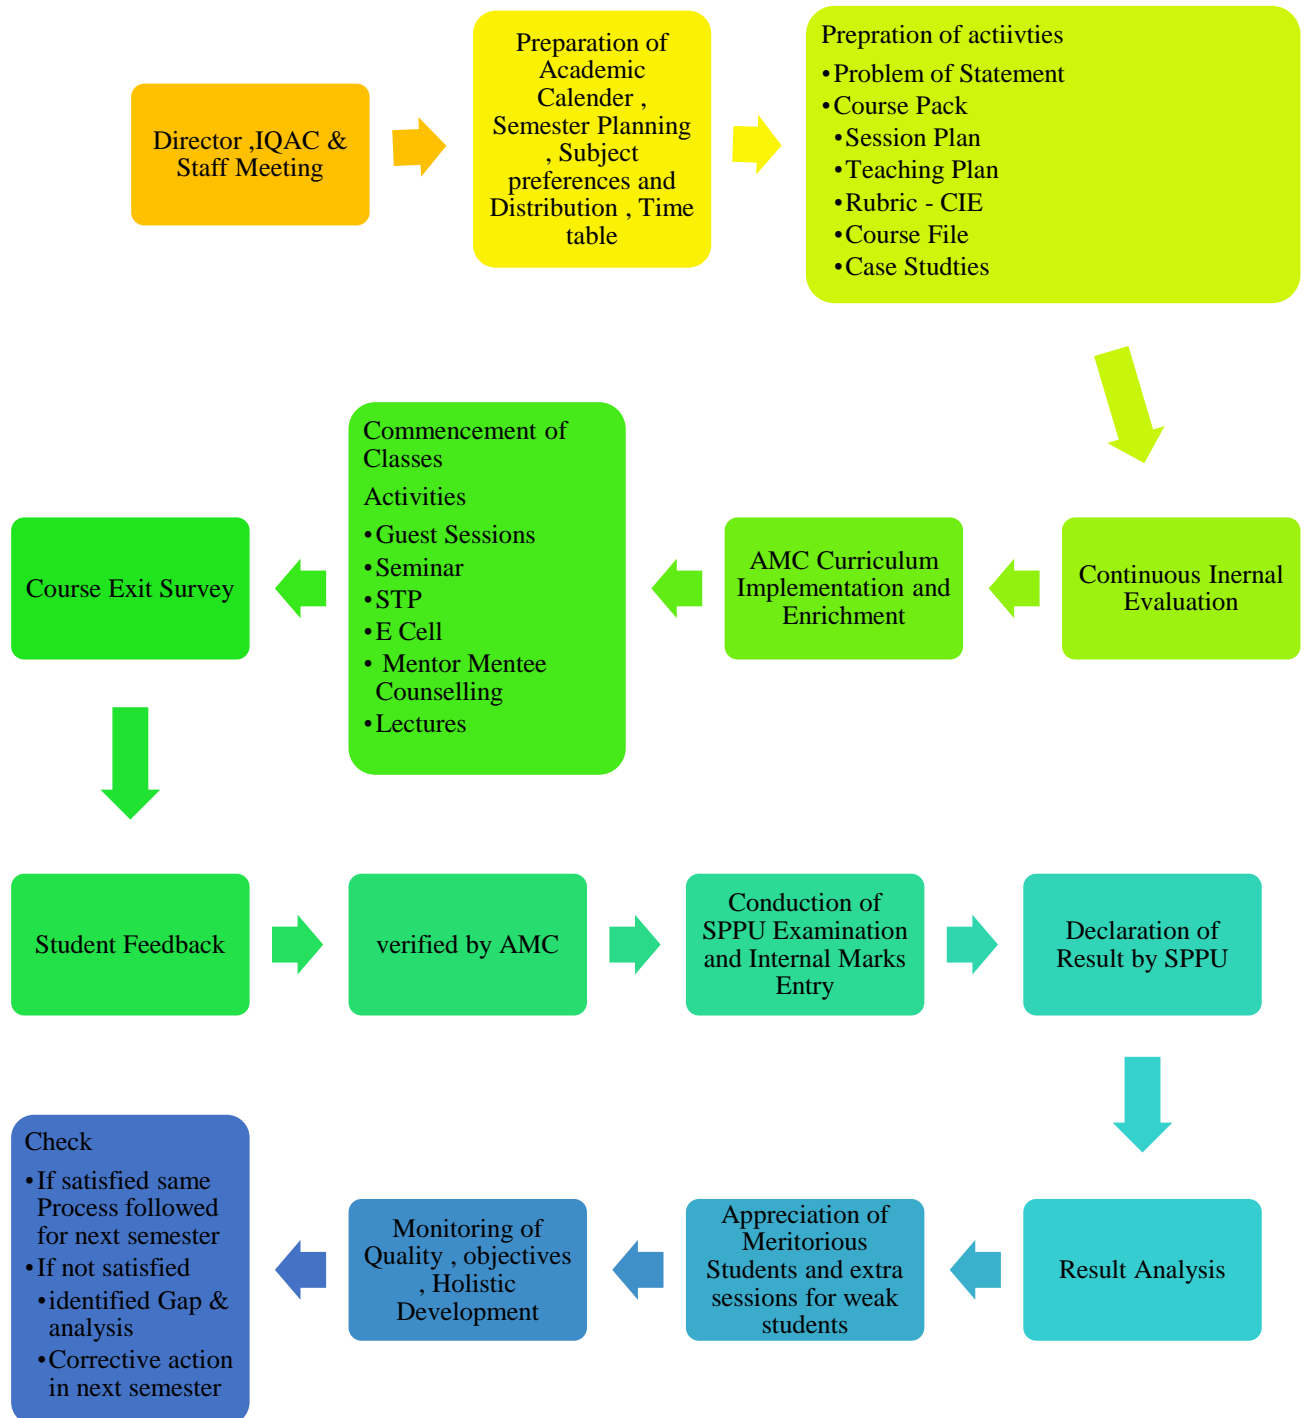 Director ,IQAC &
Staff Meeting
Preparation of
Academic
Calender ,
Semester Planning
, Subject
preferences and
Distribution , Time
table
Prepration of actiivties
•Problem of Statement
•Course Pack
•Session Plan
•Teaching Plan
•Rubric - CIE
•Course File
•Case Studties
Continuous Inernal
Evaluation
AMC Curriculum
Implementation and
Enrichment
Commencement of
Classes
Activities
•Guest Sessions
•Seminar
•STP
•E Cell
• Mentor Mentee
Counselling
•Lectures
Course Exit Survey
Student Feedback
verified by AMC
Conduction of
SPPU Examination
and Internal Marks
Entry
Declaration of
Result by SPPU
Result Analysis
Appreciation of
Meritorious
Students and extra
sessions for weak
students
Monitoring of
Quality , objectives
, Holistic
Development
Check
•If satisfied same
Process followed
for next semester
•If not satisfied
•identified Gap &
analysis
•Corrective action
in next semester